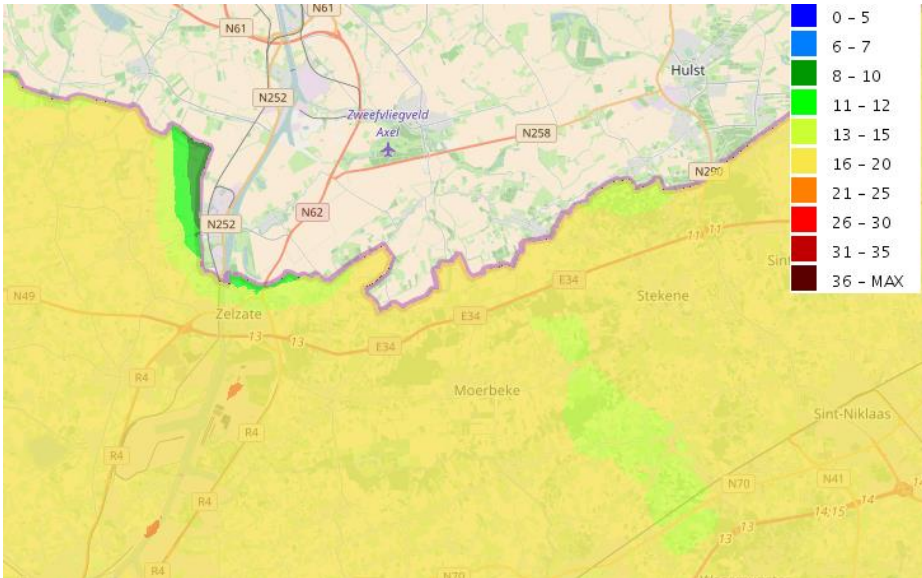 N61
N61
N62
N252
Hulst
Zweefvliegveld
Axel
N258
N290
N252
N62
11
11
Sint
E34
N49
Stekene
Zelzate
E34
13
13
E34
R4
Moerbeke
Sint-Niklaas
R4
R4
N70
N41
14
R4
14;15
13
13
R4
N70
0 – 5
6 – 7
8 – 10
11 – 12
13 – 15
16 – 20
21 – 25
26 – 30
31 – 35
36 – MAX